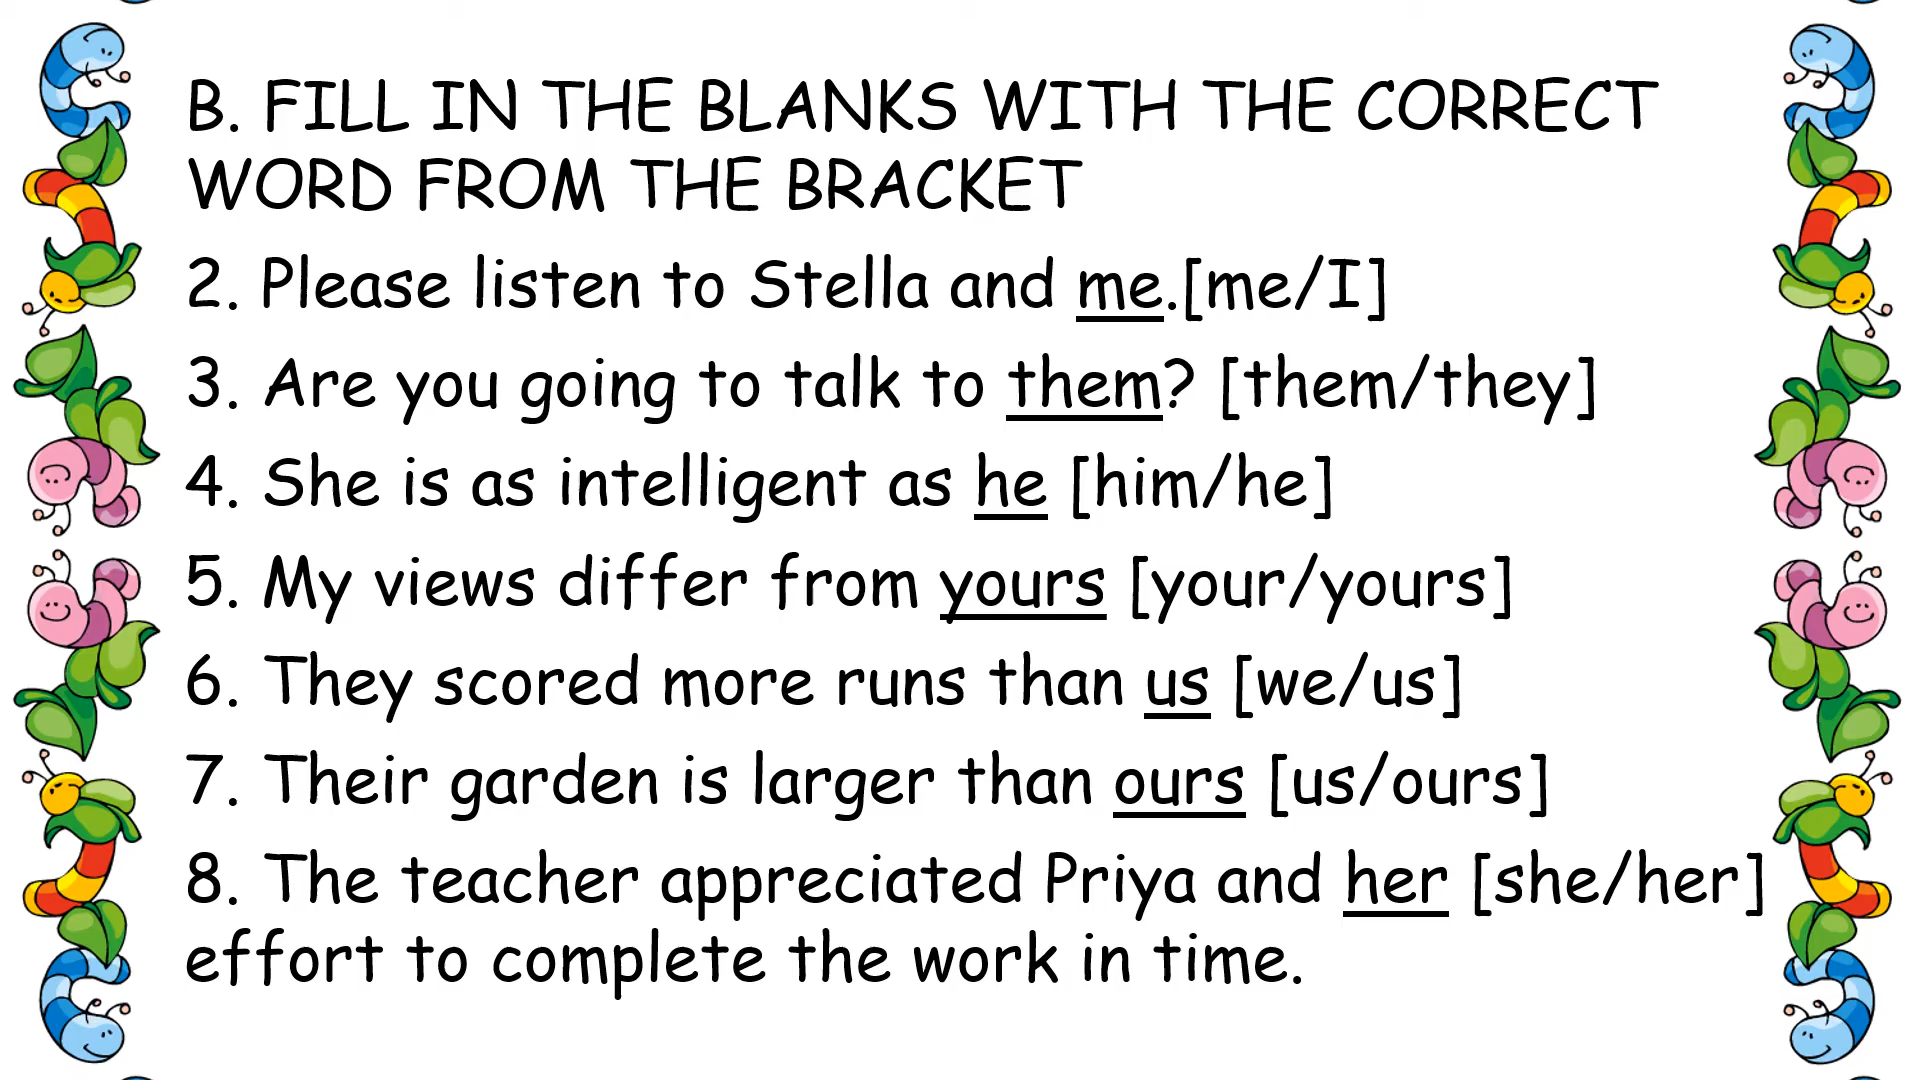 B. FILL IN THE BLANKS WITH THE CORRECT
WORD FROM THE BRACKET
2. Please listen to Stella and me.[me/I]
3. Are you going to talk to them? [them/they]
4. She is as intelligent as he [him/he]
5. My views differ from yours [your/yours]
6. They scored more runs than us [we/us]
7. Their garden is larger than ours [us/ours]
8. The teacher appreciated Priya and her [she/her]
effort to complete the work in time.